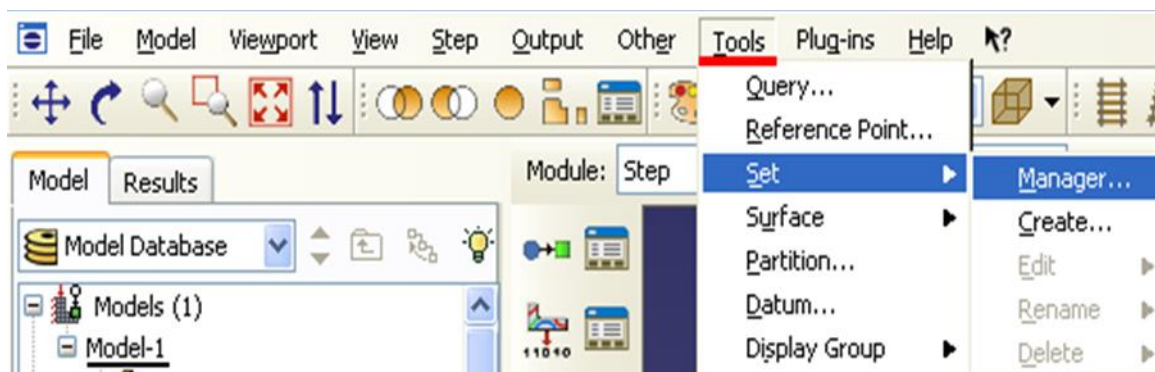 File Model Viewport View Step Output Other Tools Plug-ins Help
Query...
Reference Point...
Model Results
Module: Step
Set
Manager...
Model Database
Surface
Create...
Partition...
Edit
Models (1)
Datum...
Rename
Model-1
11010
Display Group
Delete